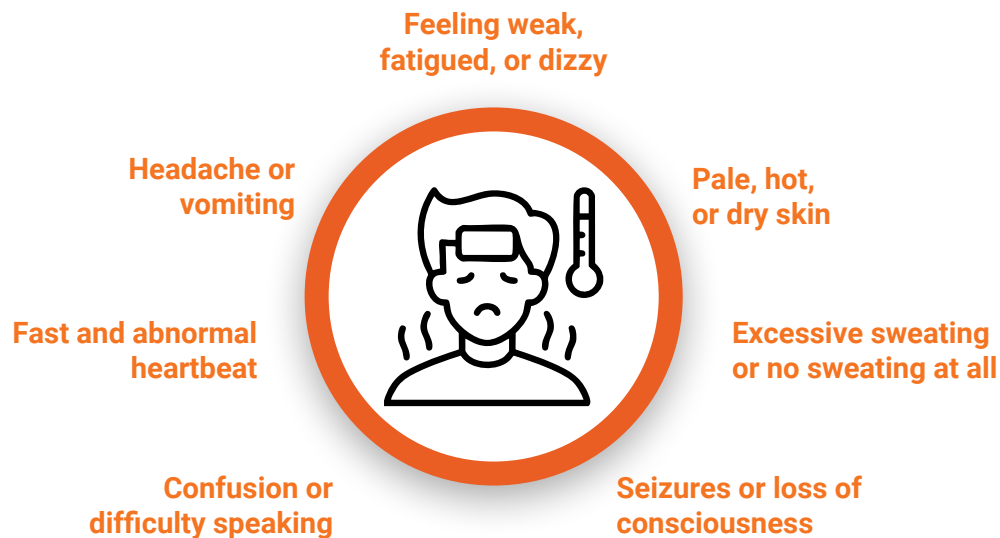 Feeling weak,
fatigued, or dizzy
Headache or
vomiting
Pale, hot,
or dry skin
Fast and abnormal
heartbeat
Excessive sweating
or no sweating at all
Confusion or
difficulty speaking
Seizures or loss of
consciousness